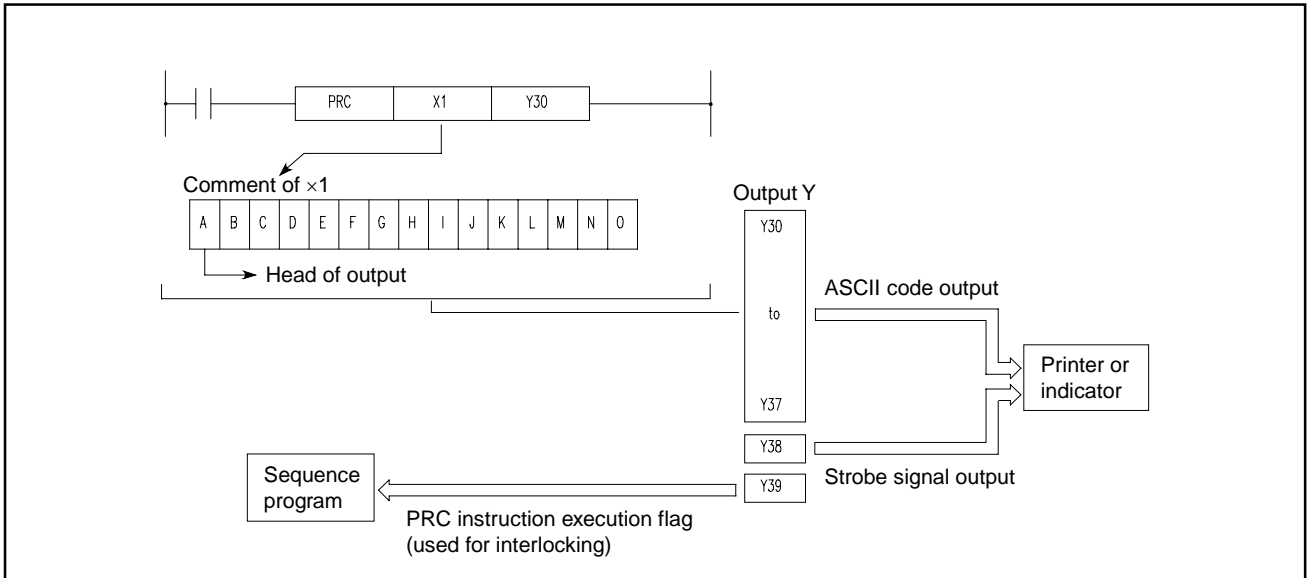 PRC X1 Y30
Comment of ×1
A B C D E F G H I J K L M N O
Head of output
Output Y
Y30
to
Y37
Y38
Y39
ASCII code output
Printer or
indicator
Strobe signal output
Sequence
program
PRC instruction execution flag
(used for interlocking)